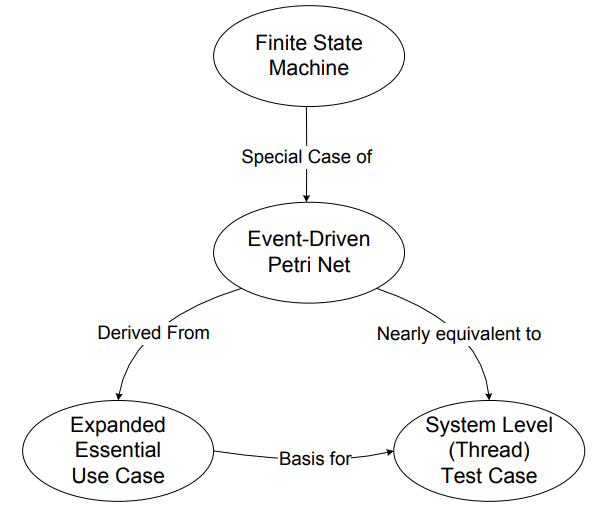 Finite State
Machine
Special Case of
Event-Driven
Petri Net
Derived From
Nearly equivalent to
Expanded
Essential
Use Case
Basis for
System Level
(Thread)
Test Case